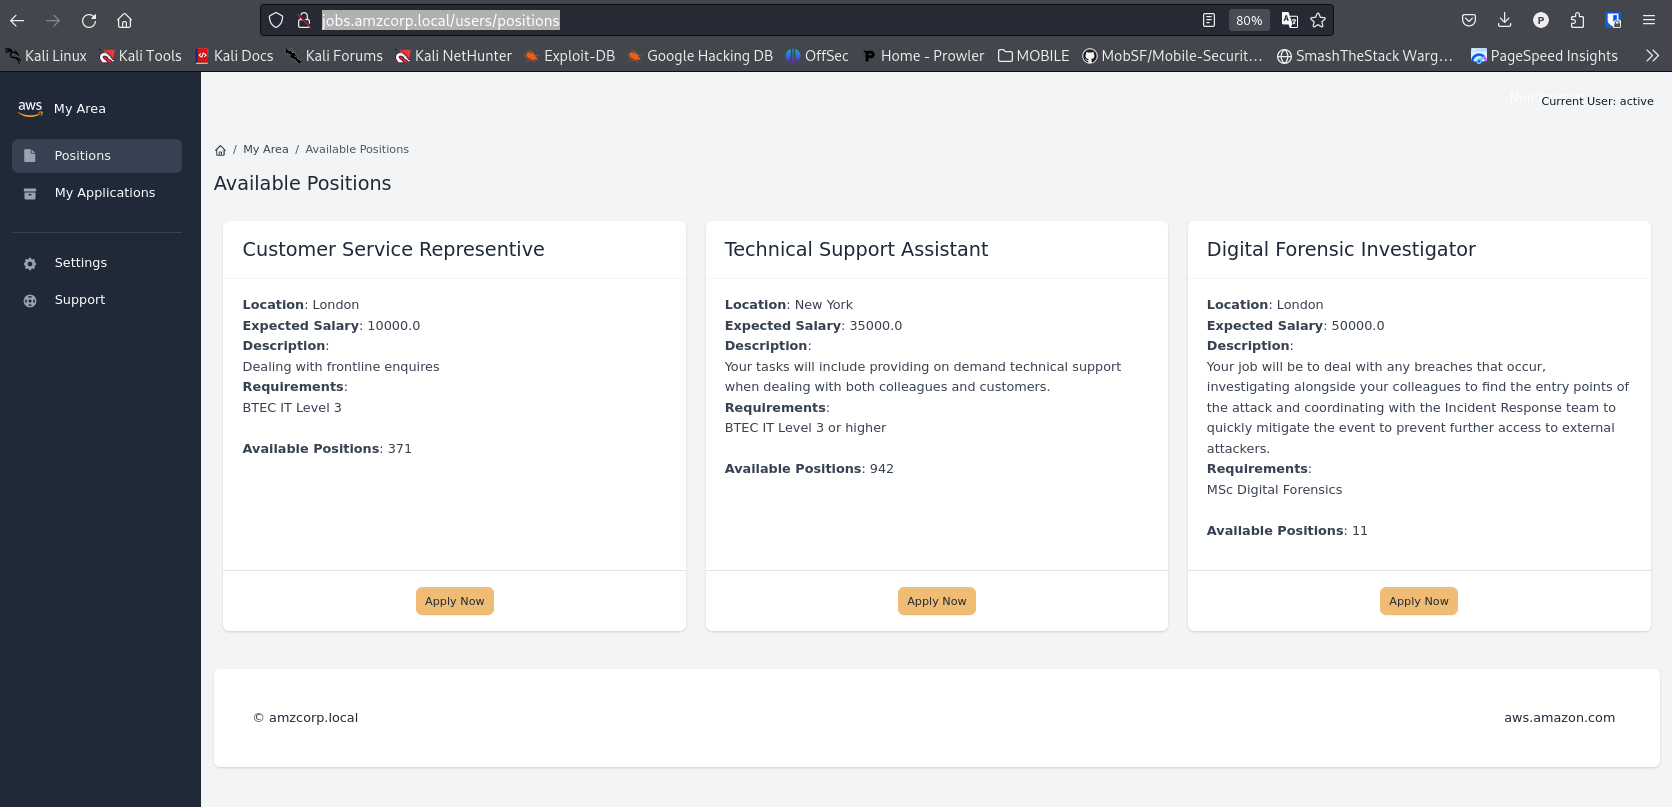 jobs.amzcorp.local/users/positions
80%
Kali Linux
Kali Tools
Kali Docs
Kali Forums
Kali NetHunter
Exploit-DB
Google Hacking DB
OffSec
Home - Prowler
MOBILE
MobSF/Mobile-Securit…
SmashTheStack Warg…
PageSpeed Insights
aws
My Area
Positions
My Applications
Settings
Support
Current User: active
/ My Area / Available Positions
Available Positions
Customer Service Representive
Location: London
Expected Salary: 10000.0
Description:
Dealing with frontline enquires
Requirements:
BTEC IT Level 3
Available Positions: 371
Apply Now
Technical Support Assistant
Location: New York
Expected Salary: 35000.0
Description:
Your tasks will include providing on demand technical support
when dealing with both colleagues and customers.
Requirements:
BTEC IT Level 3 or higher
Available Positions: 942
Apply Now
Digital Forensic Investigator
Location: London
Expected Salary: 50000.0
Description:
Your job will be to deal with any breaches that occur,
investigating alongside your colleagues to find the entry points of
the attack and coordinating with the Incident Response team to
quickly mitigate the event to prevent further access to external
attackers.
Requirements:
MSc Digital Forensics
Available Positions: 11
Apply Now
© amzcorp.local
aws.amazon.com